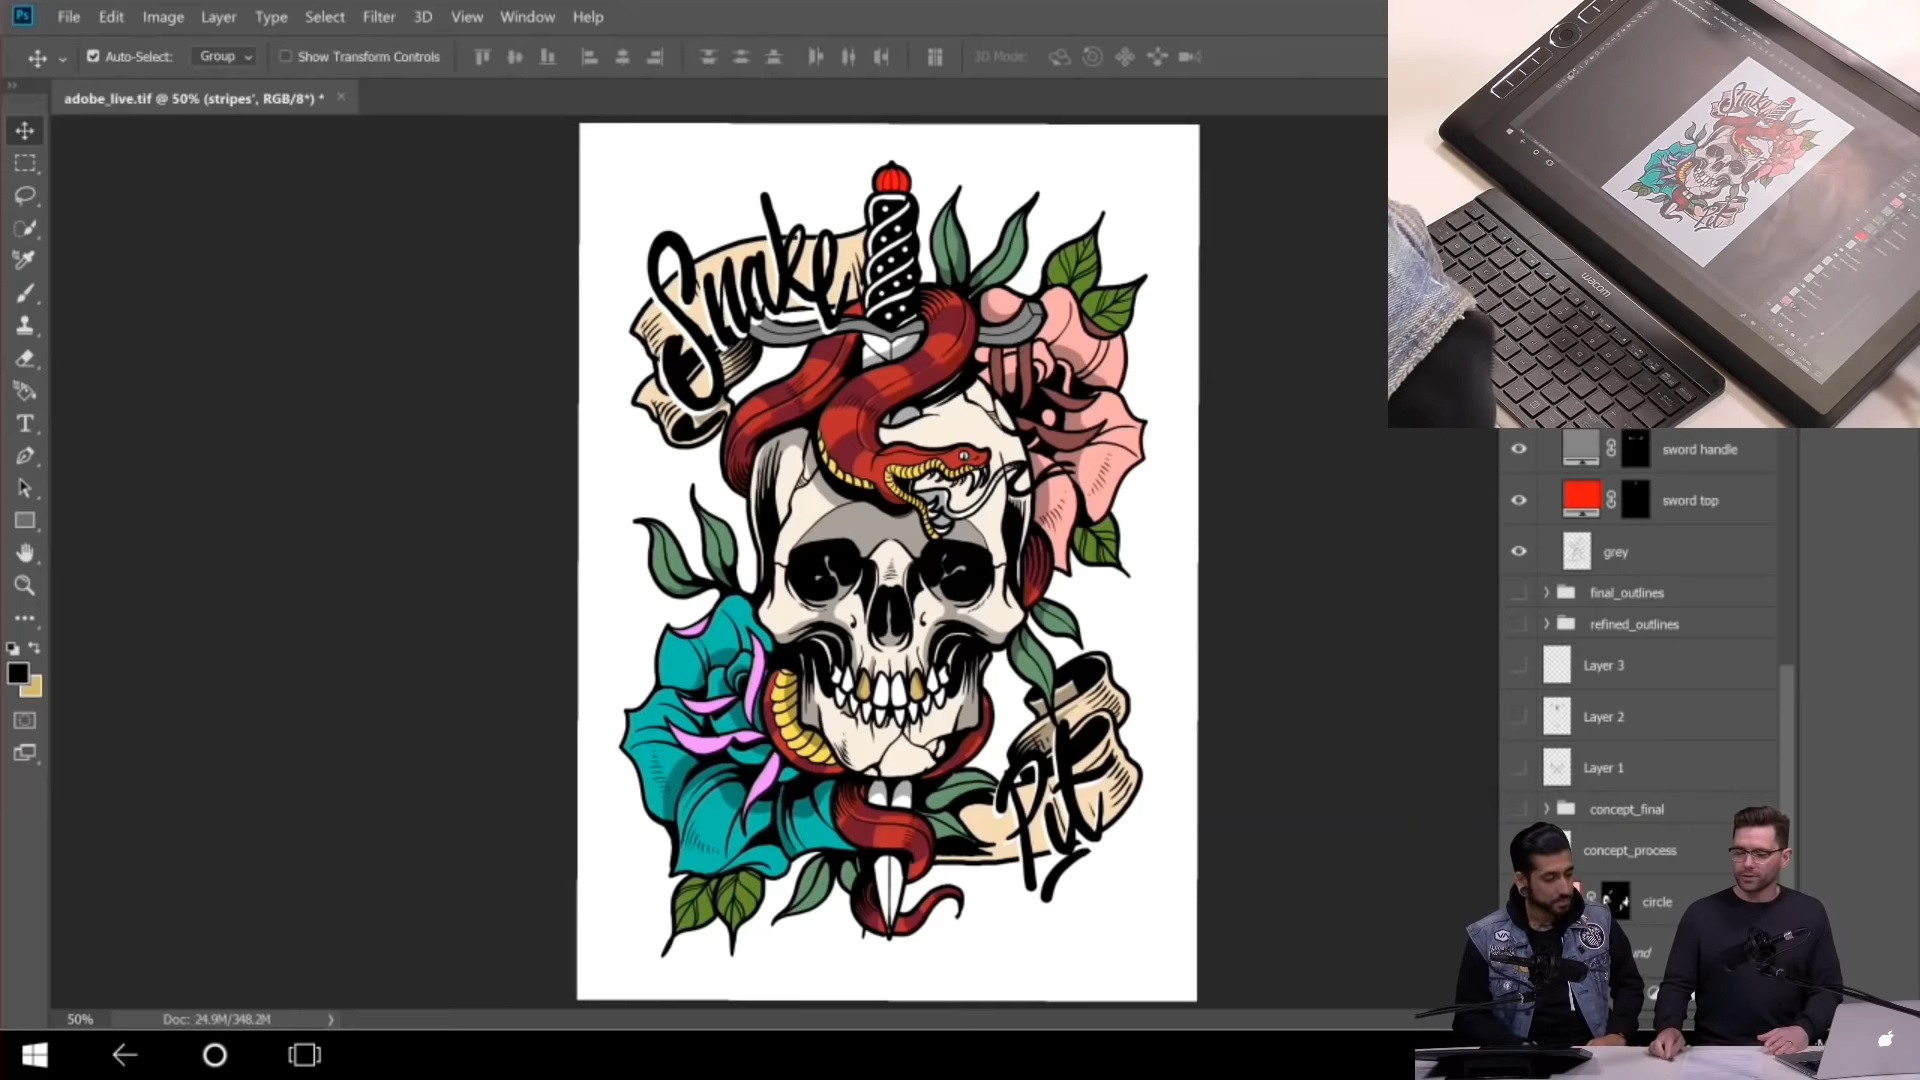 Ps File Edit Image Layer Type Select Filter 3D View Window Help
Auto-Select: Group Show Transform Controls 3D Mode:
adobe_live.tif @ 50% (stripes', RGB/8*) *
Snake
Pit
wacom
sword handle
sword top
grey
final_outlines
refined_outlines
Layer 3
Layer 2
Layer 1
concept_final
concept_process
circle
50% Doc: 24.9M/348.2M